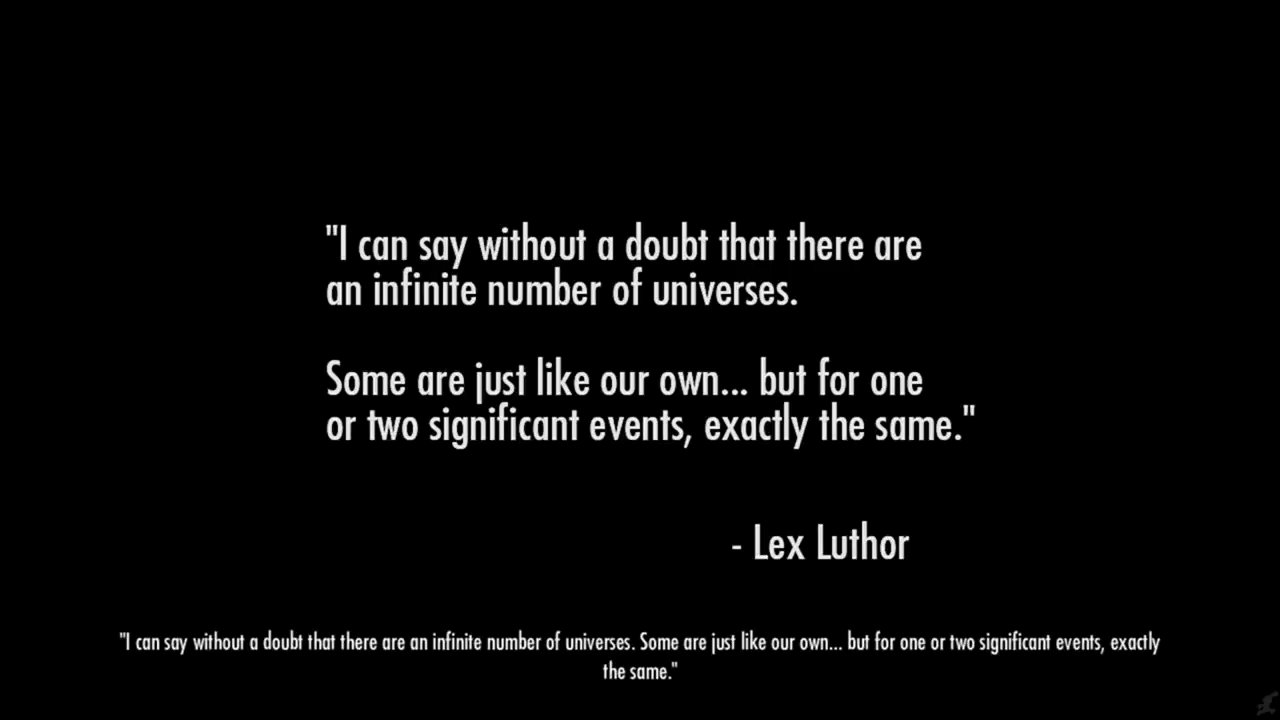 "I can say without a doubt that there are
an infinite number of universes.
Some are just like our own... but for one
or two significant events, exactly the same."
- Lex Luthor
"I can say without a doubt that there are an infinite number of universes. Some are just like our own... but for one or two significant events, exactly
the same."